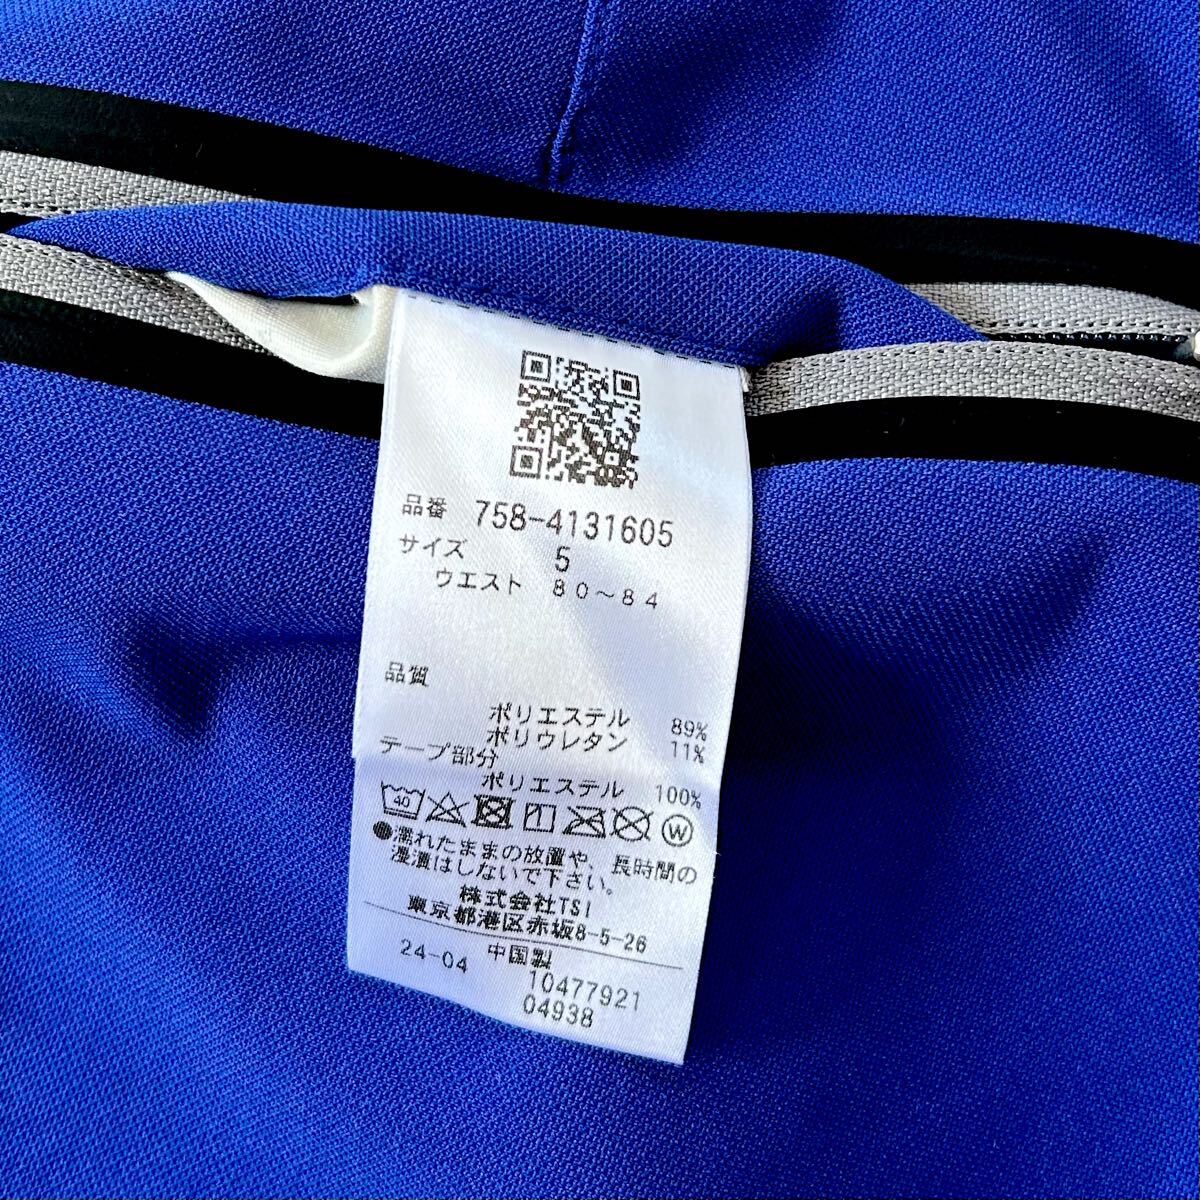 品番 758-4131605
サイズ 5
ウエスト 80～84
品質
ポリエステル 89%
ポリウレタン 11%
テープ部分
ポリエステル 100%
40 W
●濡れたままの放置や、長時間の
浸漬はしないで下さい。
株式会社TSI
東京都港区赤坂8-5-26
24-04 中国製
10477921
04938